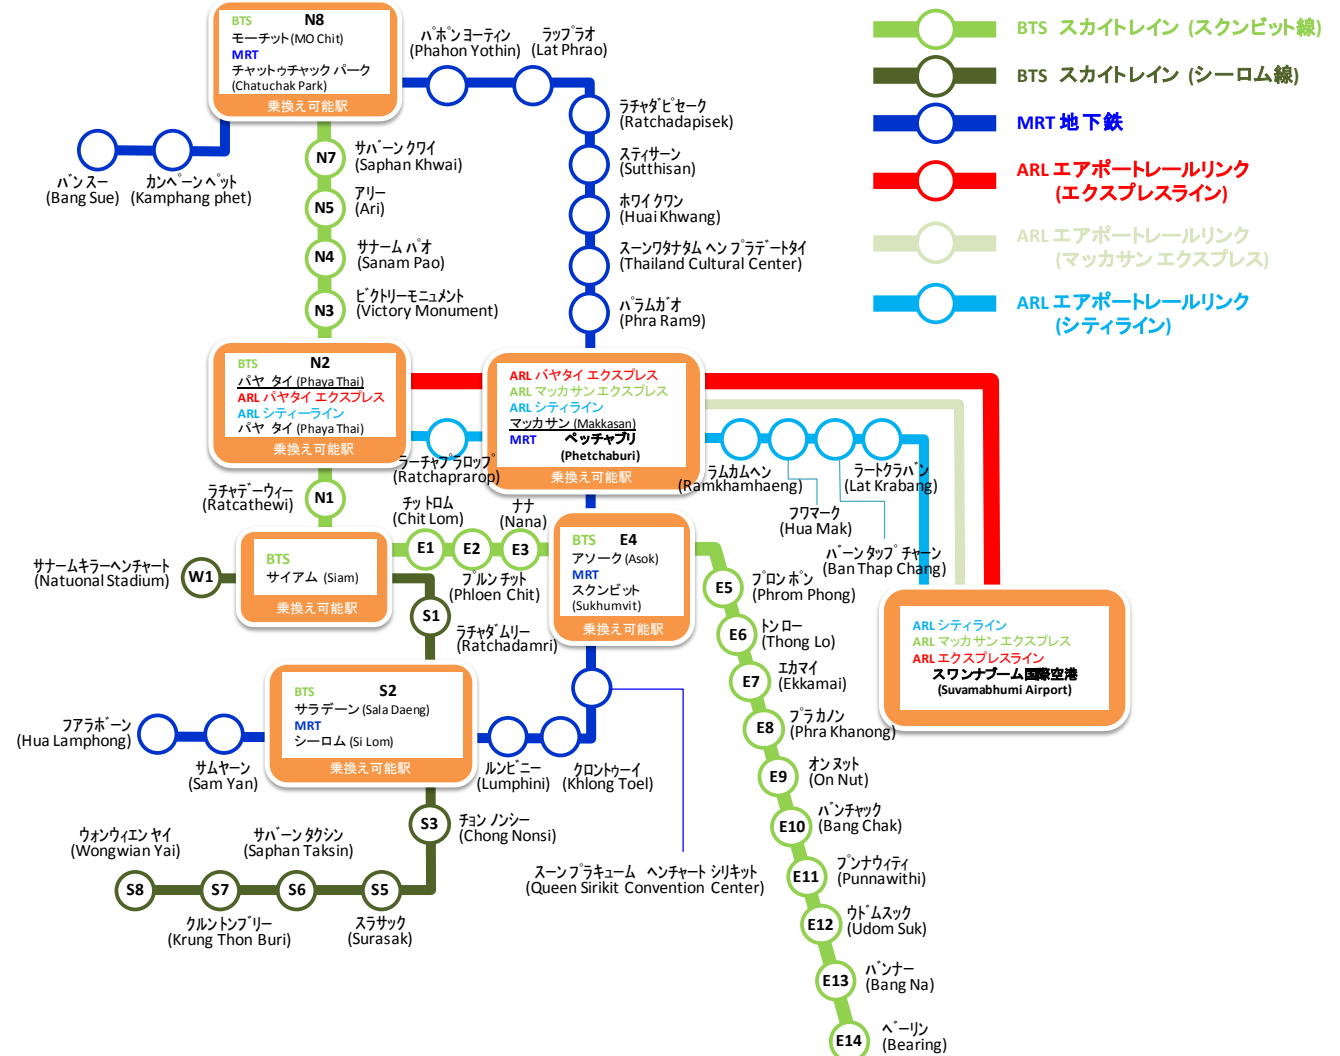 BTS N8
モーチット(MO Chit)
MRT
チャットゥチャック パーク
(Chatuchak Park)
乗換え可能駅
パポン ヨーティン
(Phahon Yothin)
ラップラオ
(Lat Phrao)
BTS スカイトレイン (スクンビット線)
BTS スカイトレイン (シーロム線)
MRT 地下鉄
ARL エアポートレールリンク
(エクスプレスライン)
ARL エアポートレールリンク
(マッカサン エクスプレス)
ARL エアポートレールリンク
(シティライン)
バンスー
(Bang Sue)
カンペーン ペット
(Kamphang phet)
N7
サパーン クワイ
(Saphan Khwai)
N5
アリー
(Ari)
N4
サナーム パオ
(Sanam Pao)
N3
ビクトリーモニュメント
(Victory Monument)
ラチャダピセーク
(Ratchadapisek)
スティサーン
(Sutthisan)
ホワイ クワン
(Huai Khwang)
スーンワタナタム ヘン プラデートタイ
(Thailand Cultural Center)
パラムガオ
(Phra Ram9)
BTS N2
パヤ タイ (Phaya Thai)
ARL パヤタイ エクスプレス
ARL シティーライン
パヤ タイ (Phaya Thai)
乗換え可能駅
ラーチャプラロップ
(Ratchaprarop)
ARL パヤタイ エクスプレス
ARL マッカサン エクスプレス
ARL シティライン
マッカサン (Makkasan)
MRT ペッチャブリ
(Phetchaburi)
乗換え可能駅
ラムカムヘン
(Ramkhamhaeng)
フワマーク
(Hua Mak)
バーン タップ チャーン
(Ban Thap Chang)
ラートクラバン
(Lat Krabang)
N1
ラチャデーウィー
(Ratcathewi)
サナームキラーヘンチャート
(Natuonal Stadium)
W1
BTS
サイアム (Siam)
乗換え可能駅
チットロム
(Chit Lom)
E1
E2
プルン チット
(Phloen Chit)
ナナ
(Nana)
E3
BTS E4
アソーク (Asok)
MRT
スクンビット
(Sukhumvit)
乗換え可能駅
S1
ラチャダムリー
(Ratchadamri)
E5
プロン ポン
(Phrom Phong)
E6
トンロー
(Thong Lo)
E7
エカマイ
(Ekkamai)
E8
プラカノン
(Phra Khanong)
E9
オン ヌット
(On Nut)
E10
バンチャック
(Bang Chak)
E11
プンナウィティ
(Punnawithi)
E12
ウドムスック
(Udom Suk)
E13
バンナー
(Bang Na)
E14
ベーリン
(Bearing)
ARL シティライン
ARL マッカサン エクスプレス
ARL エクスプレスライン
スワンナブーム国際空港
(Suvarnabhumi Airport)
フアラポーン
(Hua Lamphong)
サムヤーン
(Sam Yan)
BTS S2
サラデーン (Sala Daeng)
MRT
シーロム (Si Lom)
乗換え可能駅
ルンピニー
(Lumphini)
クロントゥーイ
(Khlong Toel)
スーン プラキューム ヘンチャート シリキット
(Queen Sirikit Convention Center)
S3
チョン ノンシー
(Chong Nonsi)
ウォンウィエン ヤイ
(Wongwian Yai)
S8
S7
クルントンブリー
(Krung Thon Buri)
サパーン タクシン
(Saphan Taksin)
S6
S5
スラサック
(Surasak)